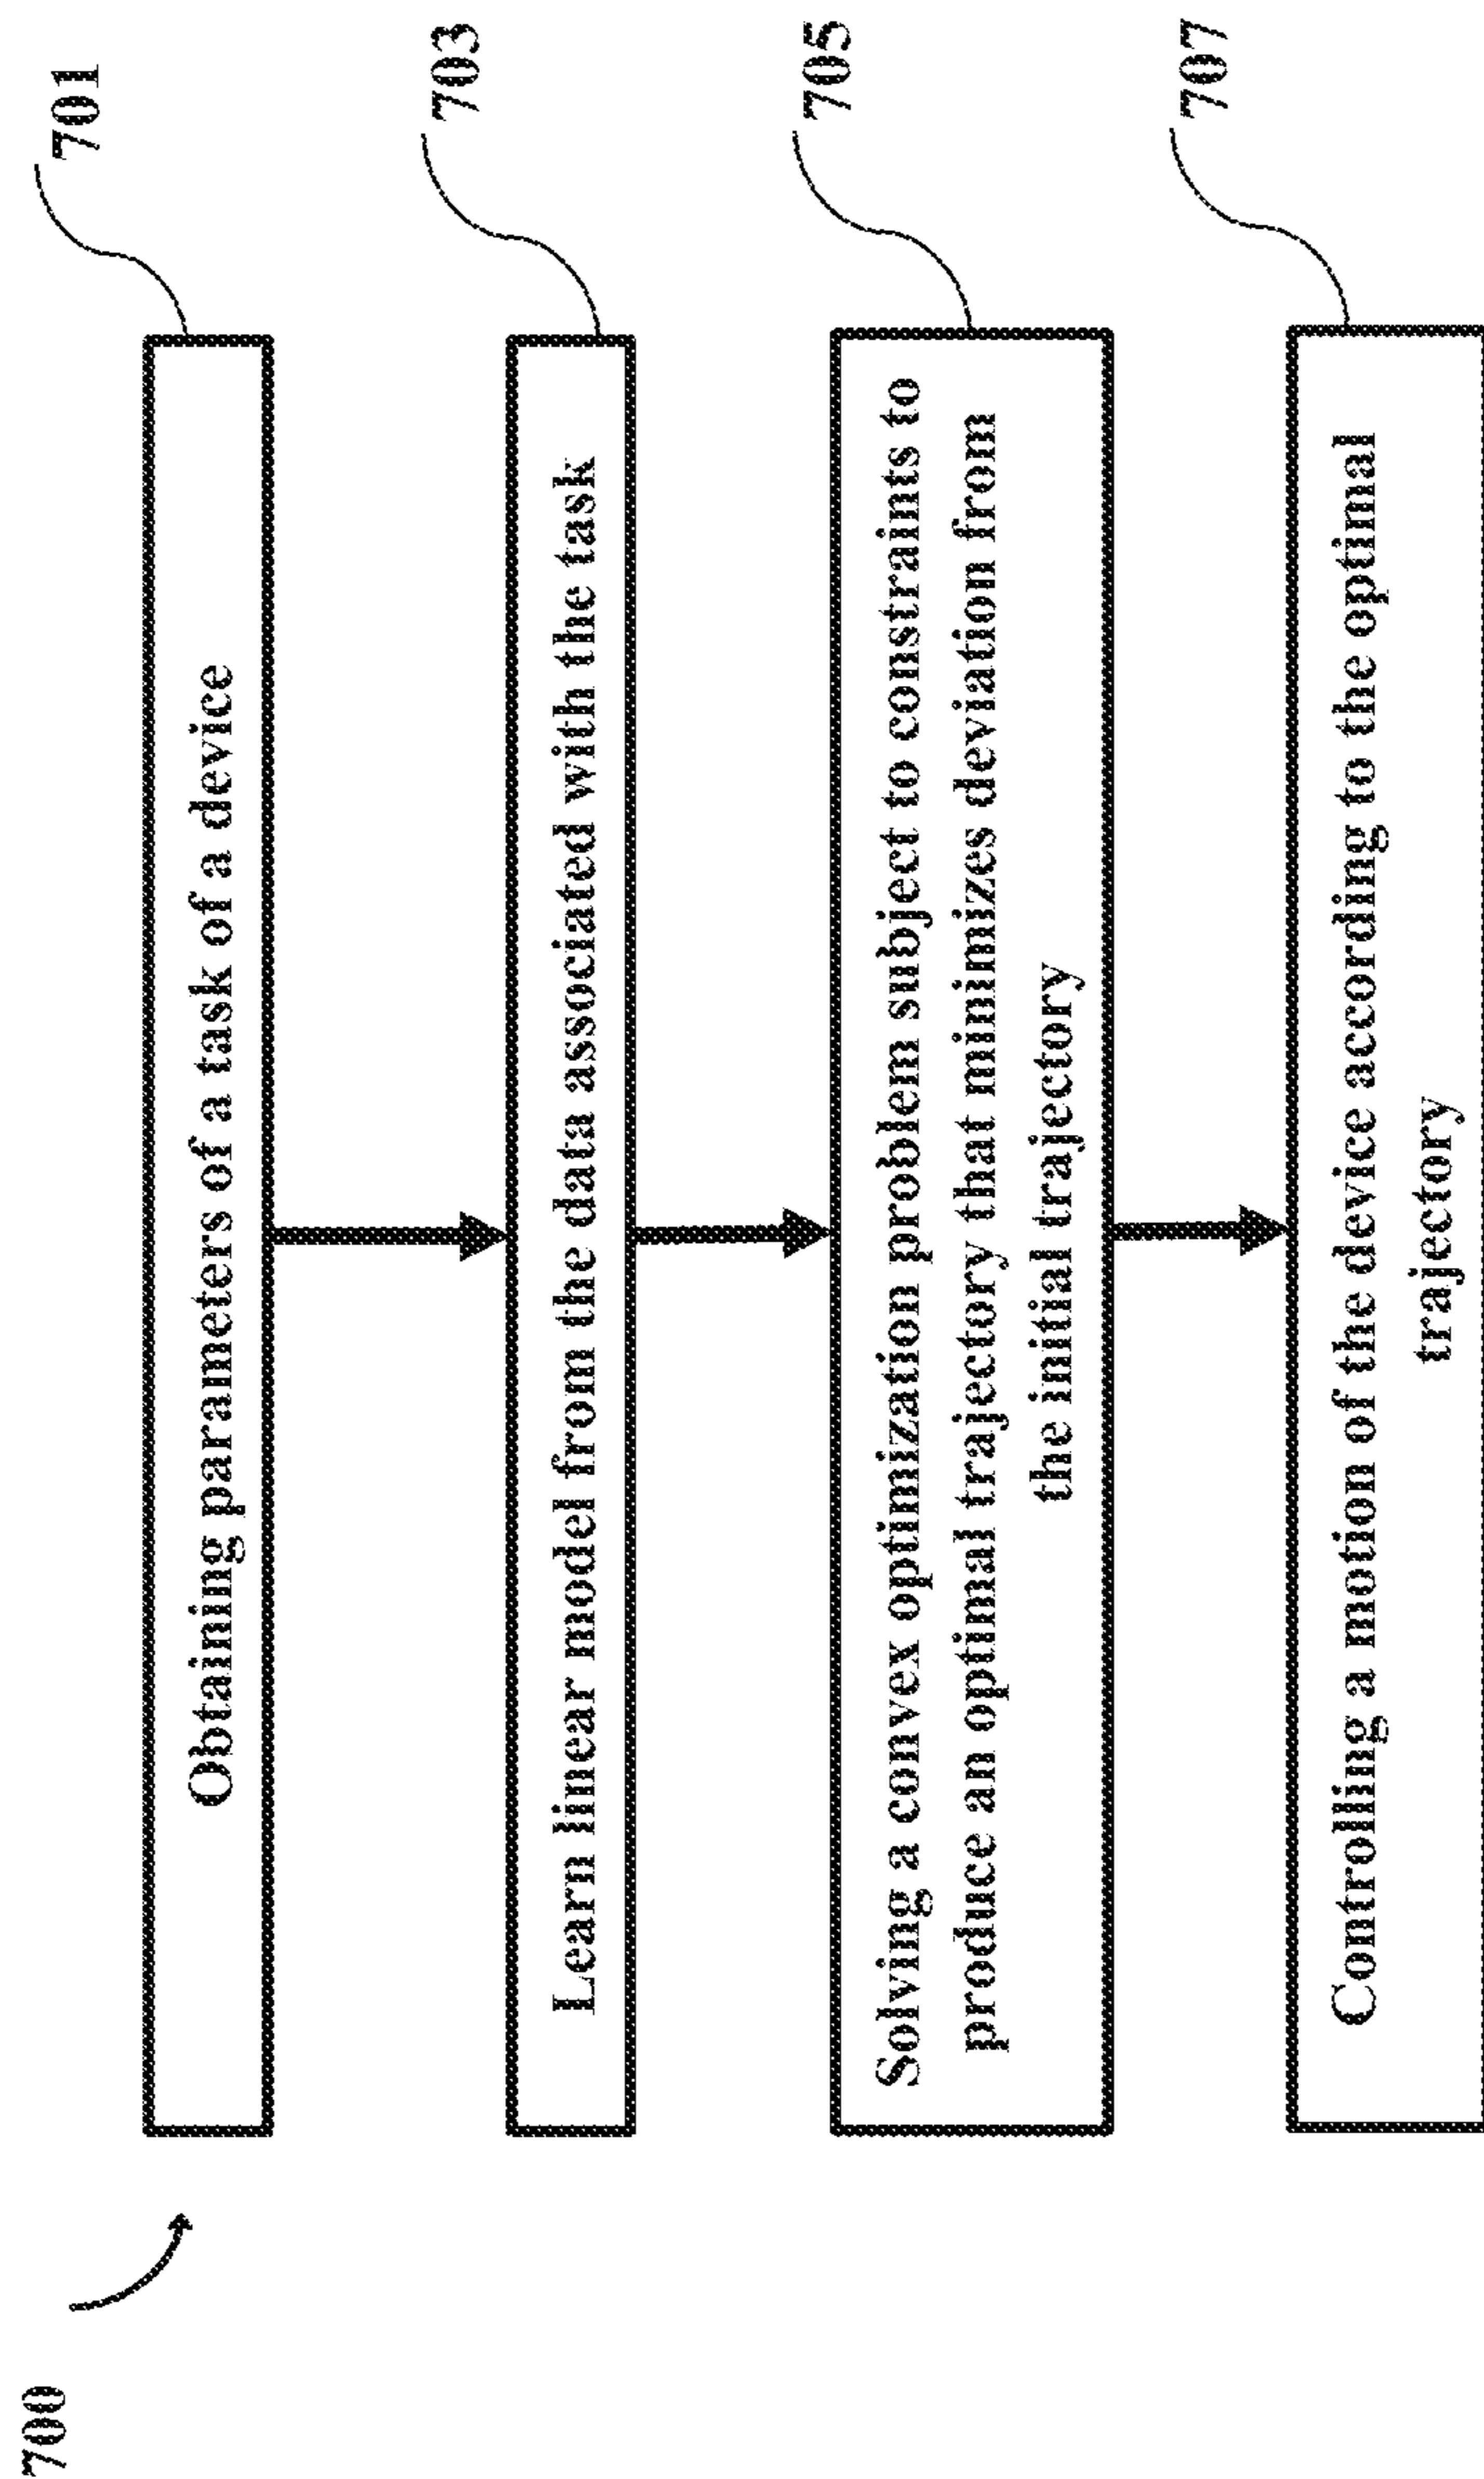 700
701
Obtaining parameters of a task of a device
703
Learn linear model from the data associated with the task
705
Solving a convex optimization problem subject to constraints to
produce an optimal trajectory that minimizes deviation from
the initial trajectory
707
Controlling a motion of the device according to the optimal
trajectory